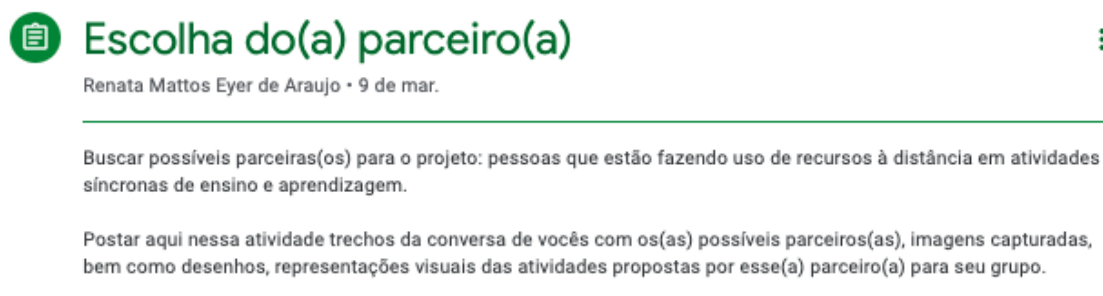 Escolha do(a) parceiro(a)
Renata Mattos Eyer de Araujo • 9 de mar.
Buscar possíveis parceiras(os) para o projeto: pessoas que estão fazendo uso de recursos à distância em atividades
síncronas de ensino e aprendizagem.
Postar aqui nessa atividade trechos da conversa de vocês com os(as) possíveis parceiros(as), imagens capturadas,
bem como desenhos, representações visuais das atividades propostas por esse(a) parceiro(a) para seu grupo.